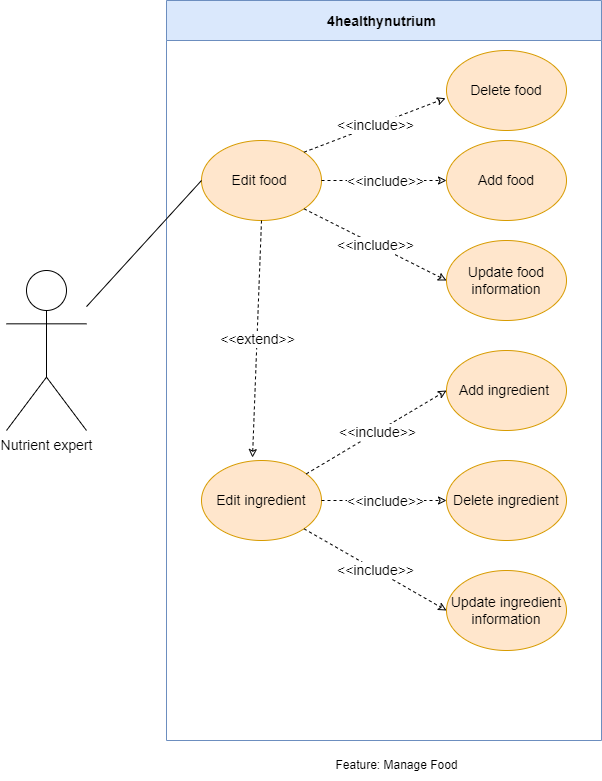 4healthynutrium
Delete food
<<include>>
Edit food
<<include>>
Add food
<<include>>
Update food
information
<<extend>>
Add ingredient
<<include>>
Nutrient expert
Edit ingredient
<<include>>
Delete ingredient
<<include>>
Update ingredient
information
Feature: Manage Food